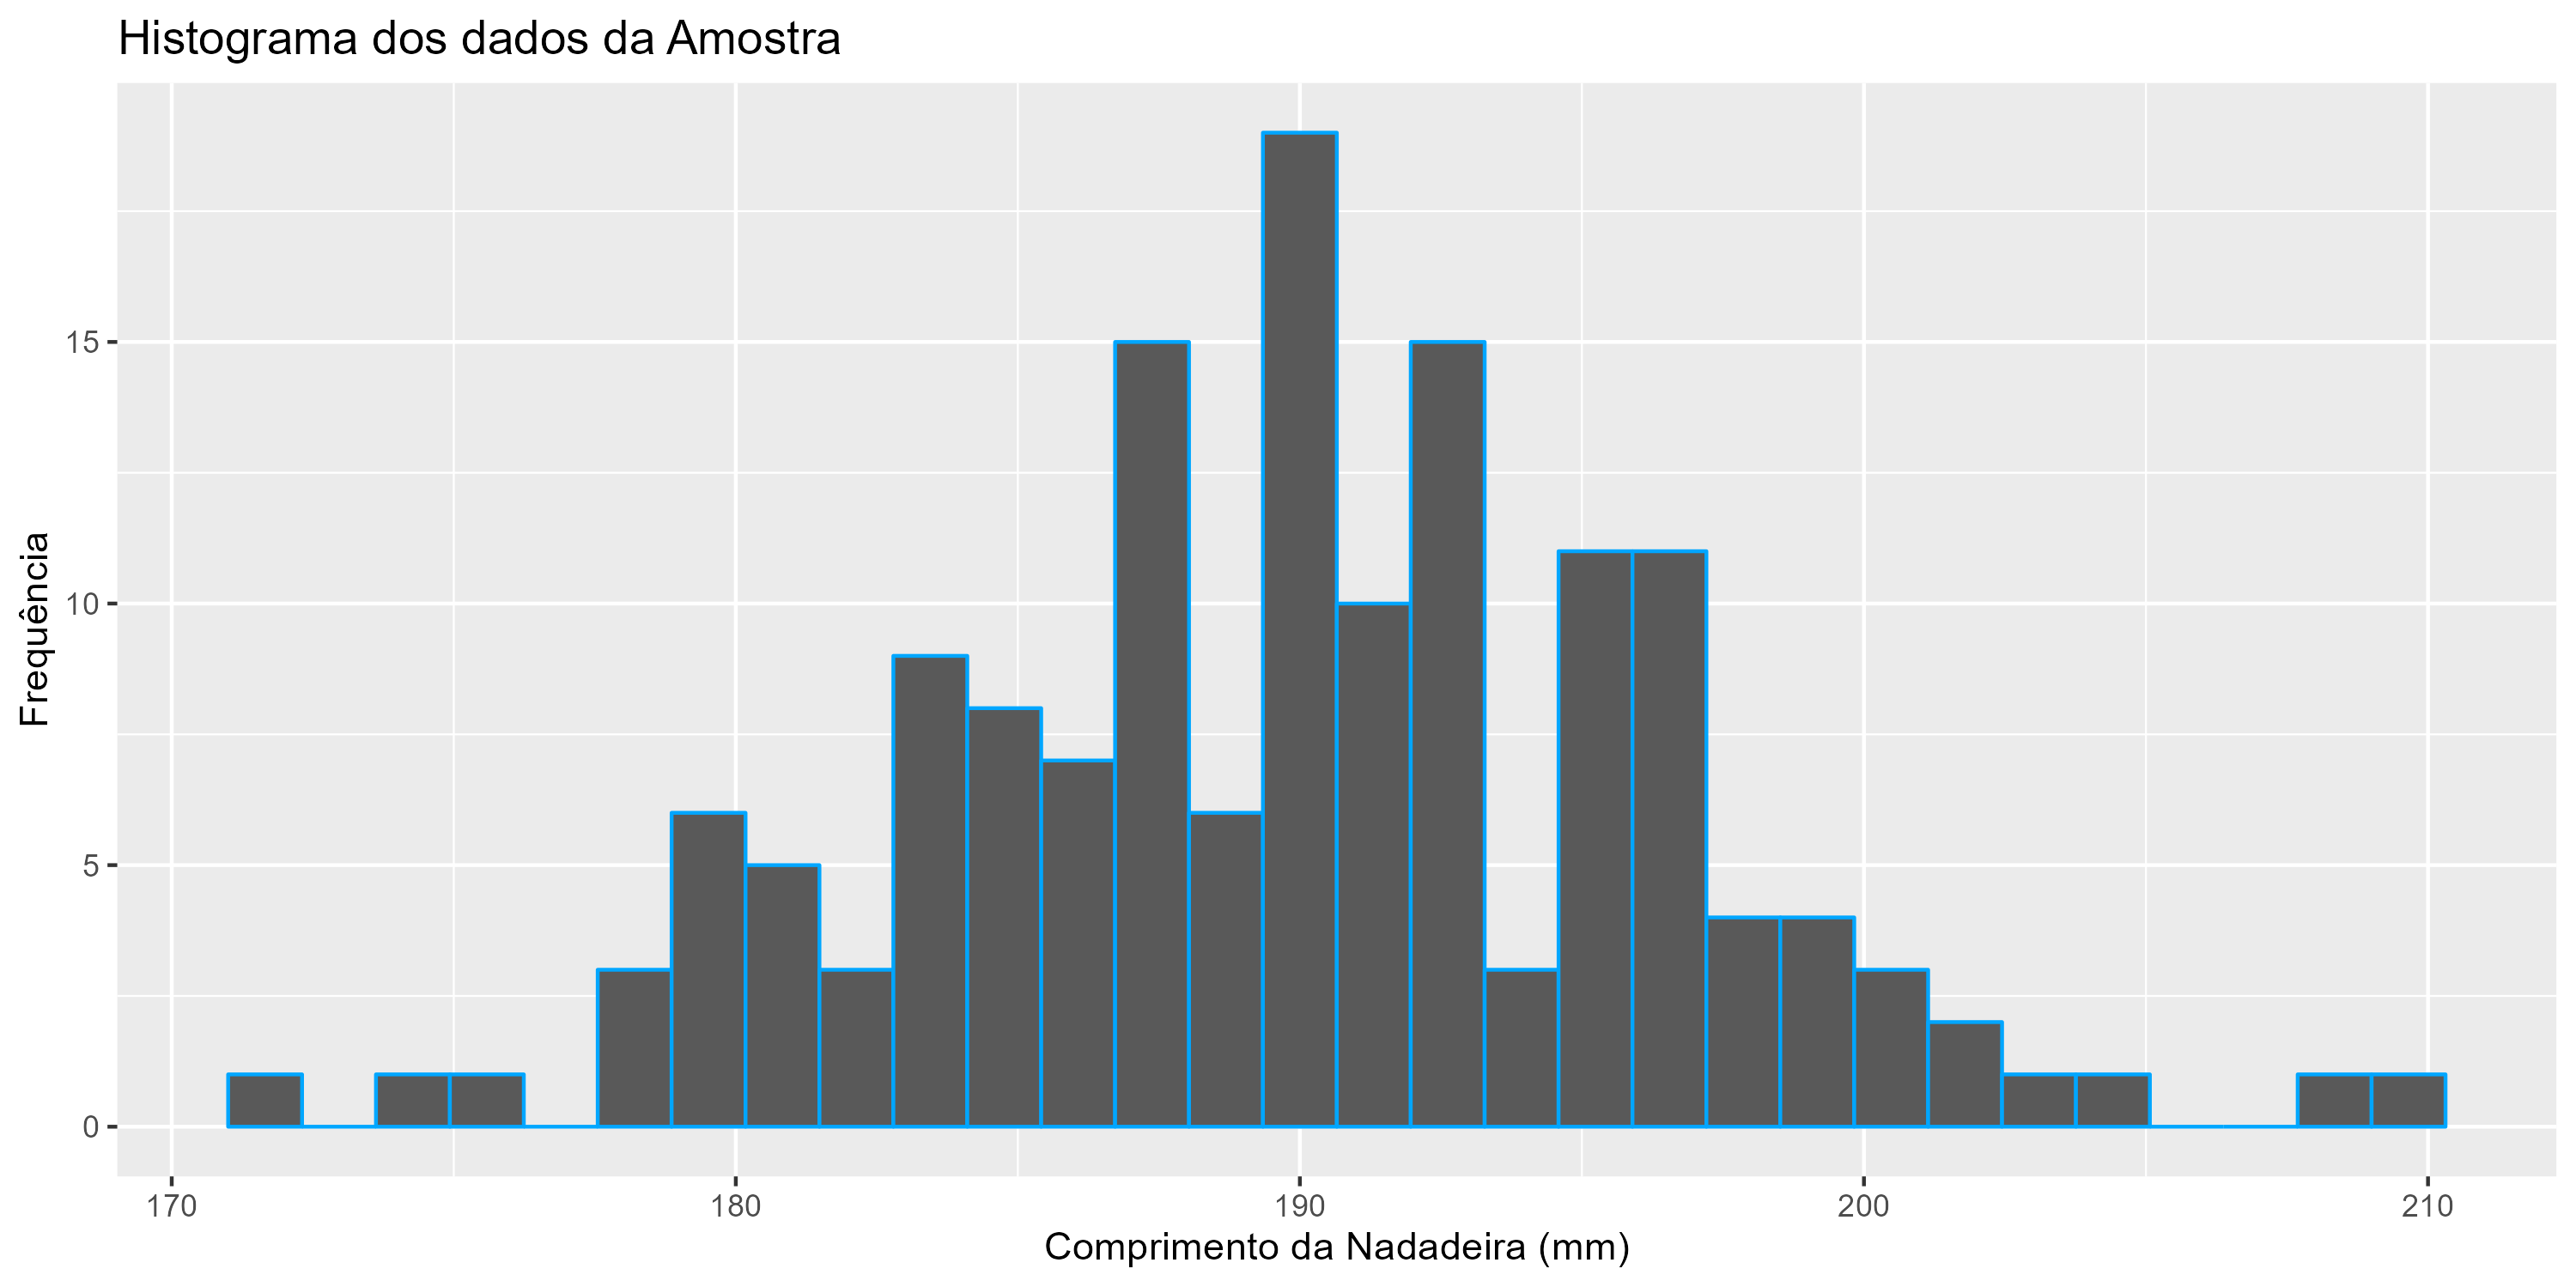 Histograma dos dados da Amostra
Frequência
15
10
5
0
170 180 190 200 210
Comprimento da Nadadeira (mm)